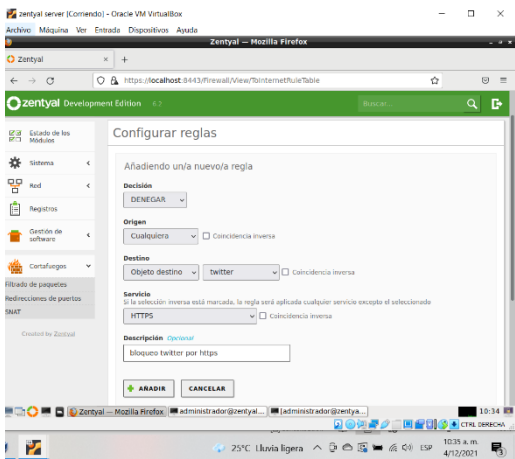 zentyal server (Corriendo) - Oracle VM VirtualBox
Archivo Máquina Ver Entrada Dispositivos Ayuda
Zentyal — Mozilla Firefox
Zentyal
https://localhost:8443/Firewall/View/ToInternetRuleTable
zentyal Development Edition 6.2
Buscar...
Estado de los Módulos
Sistema
Red
Registros
Gestión de software
Cortafuegos
Filtrado de paquetes
Redirecciones de puertos
SNAT
Created by Zentyal
Configurar reglas
Añadiendo un/a nuevo/a regla
Decisión
DENEGAR
Origen
Cualquiera Coincidencia inversa
Destino
Objeto destino twitter Coincidencia inversa
Servicio
Si la selección inversa está marcada, la regla será aplicada cualquier servicio excepto el seleccionado
HTTPS Coincidencia inversa
Descripción Opcional
bloqueo twitter por https
+ AÑADIR CANCELAR
Zentyal — Mozilla Firefox administrador@zentyal... [administrador@zentya... 10:34
CTRL DERECHA
25°C Lluvia ligera ESP 10:35 a. m.
4/12/2021 3